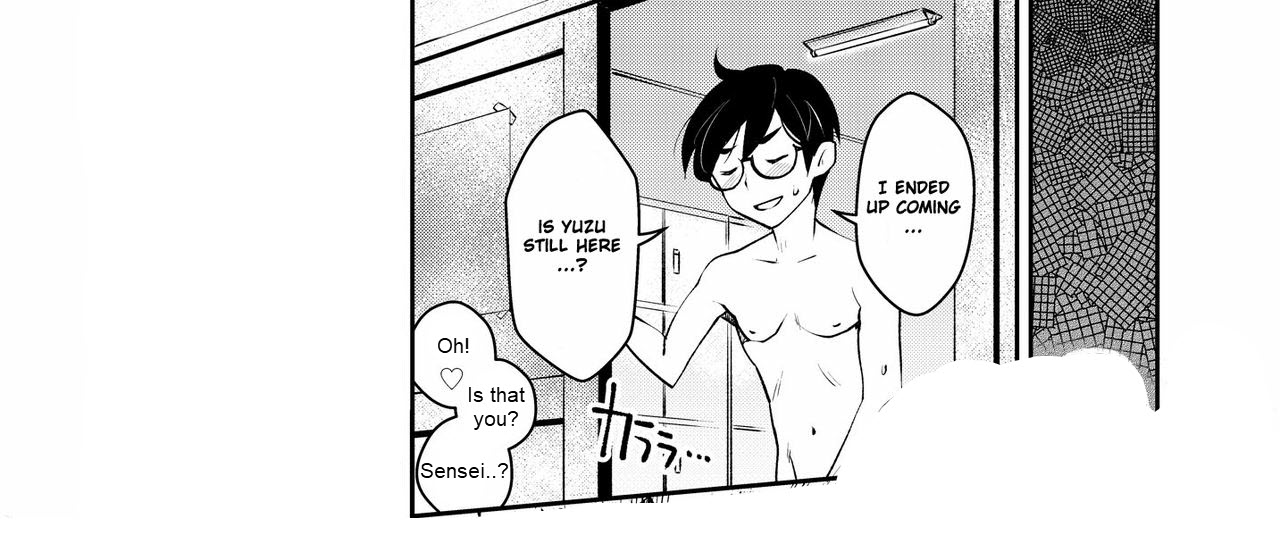 I ENDED
UP COMING
...
IS YUZU
STILL HERE
...?
カララ...
Oh!
♡
Is that
you?
Sensei..?